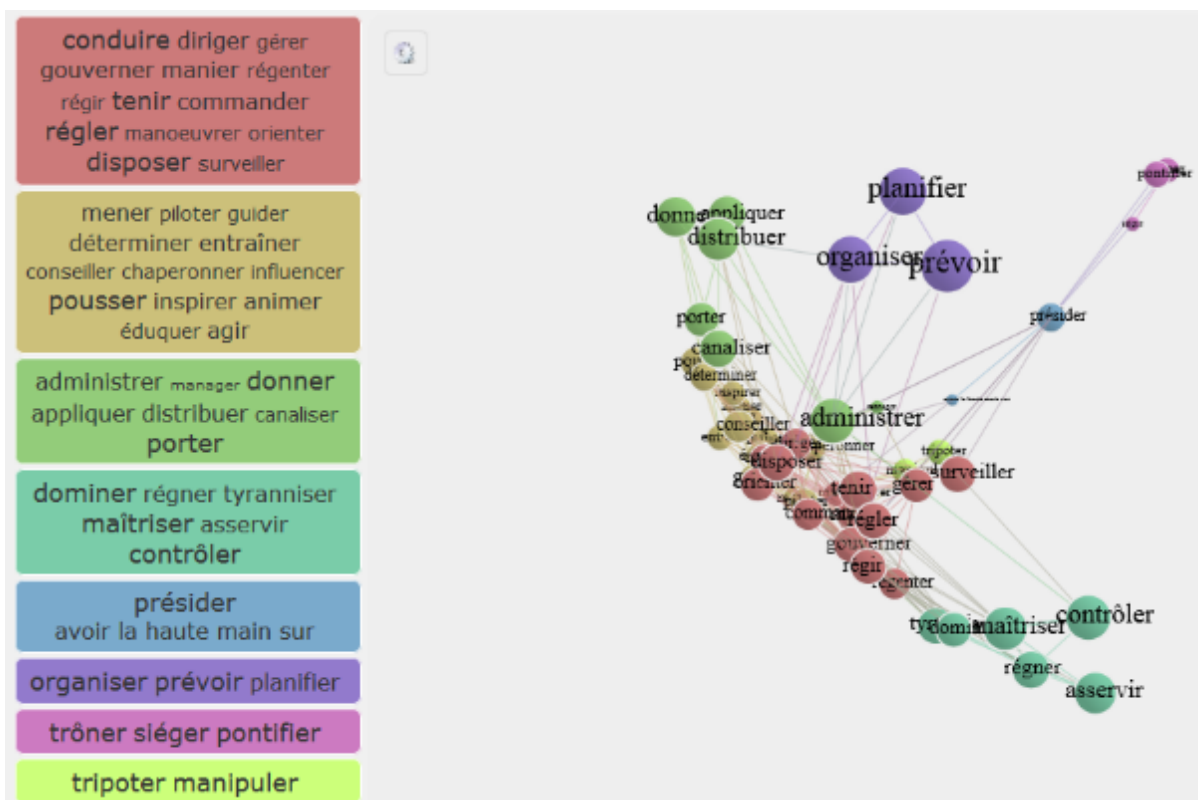 conduire diriger gérer
gouverner manier régenter
régir tenir commander
régler manoeuvrer orienter
disposer surveiller
mener piloter guider
déterminer entraîner
conseiller chaperonner influencer
pousser inspirer animer
éduquer agir
administrer manager donner
appliquer distribuer canaliser
porter
dominer régner tyranniser
maîtriser asservir
contrôler
présider
avoir la haute main sur
organiser prévoir planifier
trôner siéger pontifier
tripoter manipuler
planifier
donne
appliquer
distribuer
organiser
prévoir
porter
présider
canaliser
déterminer
inspirer
administrer
conseiller
tripoter
disposer
surveiller
orienter
tenir
gérer
régler
gouverner
régir
régenter
contrôler
maîtriser
régner
asservir